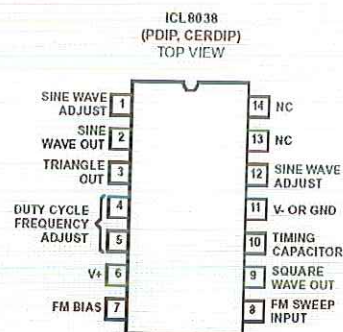 ICL8038
(PDIP, CERDIP)
TOP VIEW
SINE WAVE
ADJUST
1
SINE
WAVE OUT
2
TRIANGLE
OUT
3
DUTY CYCLE
FREQUENCY
ADJUST
4
5
V+
6
FM BIAS
7
14
NC
13
NC
12
SINE WAVE
ADJUST
11
V- OR GND
10
TIMING
CAPACITOR
9
SQUARE
WAVE OUT
8
FM SWEEP
INPUT